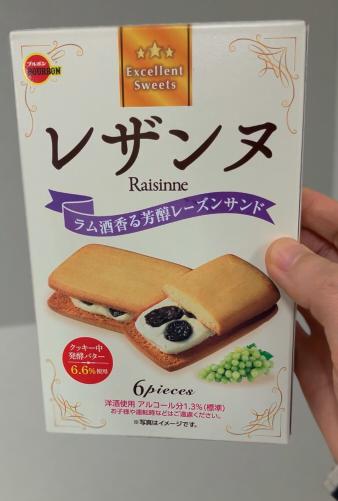 ブルボン
BOURBON
Excellent
Sweets
レザンヌ
Raisinne
ラム酒香る芳醇レーズンサンド
クッキー中
発酵バター
6.6%使用
6pieces
洋酒使用 アルコール分1.3%(標準)
お子様や運転時などはご遠慮ください。
※写真はイメージです。